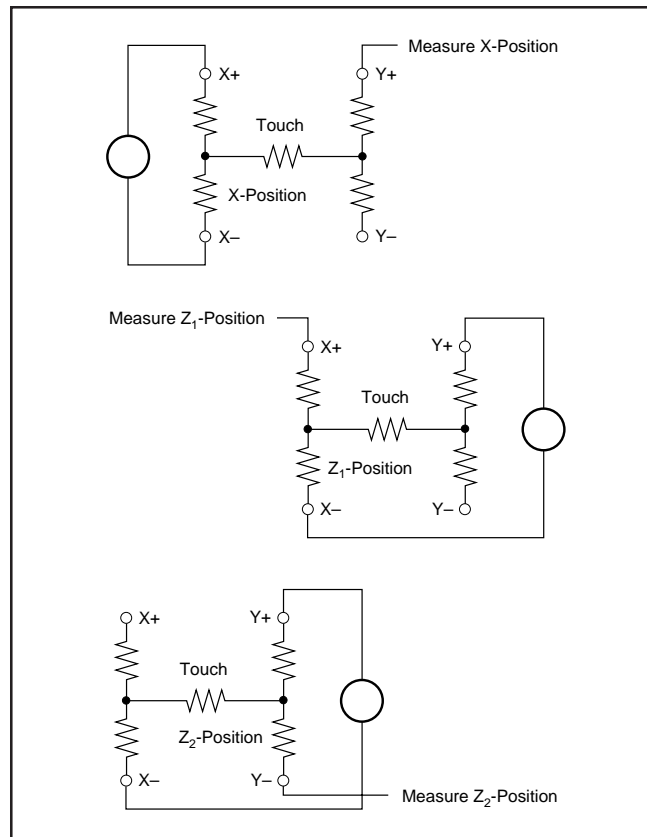 Measure X-Position
X+
Y+
Touch
X-Position
X–
Y–
Measure Z₁-Position
X+
Y+
Touch
Z₁-Position
X–
Y–
X+
Y+
Touch
Z₂-Position
X–
Y–
Measure Z₂-Position